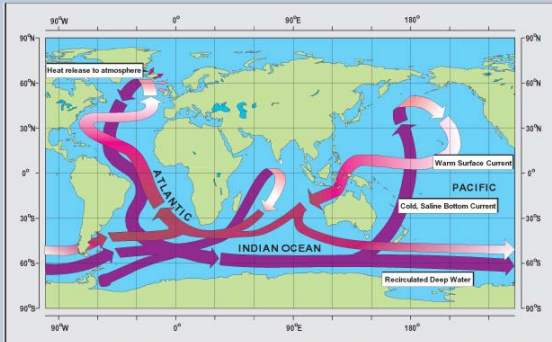 90°W 0° 90°E 180°
90°N 90°N
Heat release to atmosphere
60°N 60°N
30°N 30°N
Warm Surface Current
0° 0°
ATLANTIC
PACIFIC
Cold, Saline Bottom Current
30°S 30°S
INDIAN OCEAN
60°S 60°S
Recirculated Deep Water
90°S 90°S
90°W 0° 90°E 180°